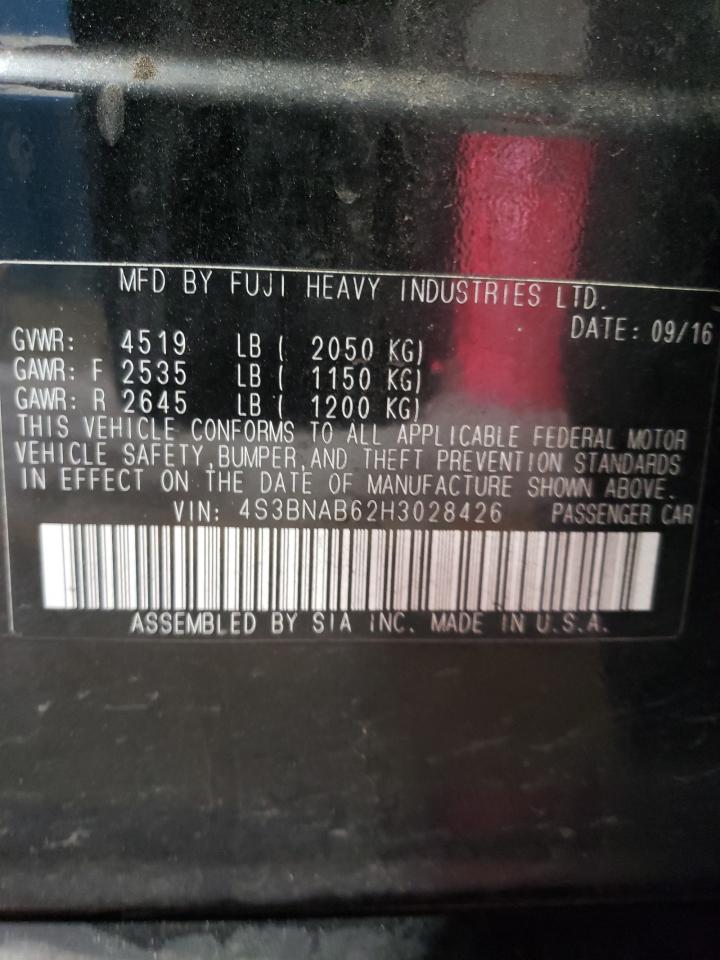 MFD BY FUJI HEAVY INDUSTRIES LTD.
DATE: 09/16
GVWR: 4519 LB ( 2050 KG)
GAWR: F 2535 LB ( 1150 KG)
GAWR: R 2645 LB ( 1200 KG)
THIS VEHICLE CONFORMS TO ALL APPLICABLE FEDERAL MOTOR
VEHICLE SAFETY, BUMPER, AND THEFT PREVENTION STANDARDS
IN EFFECT ON THE DATE OF MANUFACTURE SHOWN ABOVE.
VIN: 4S3BNAB62H3028426 PASSENGER CAR
ASSEMBLED BY SIA INC. MADE IN U.S.A.